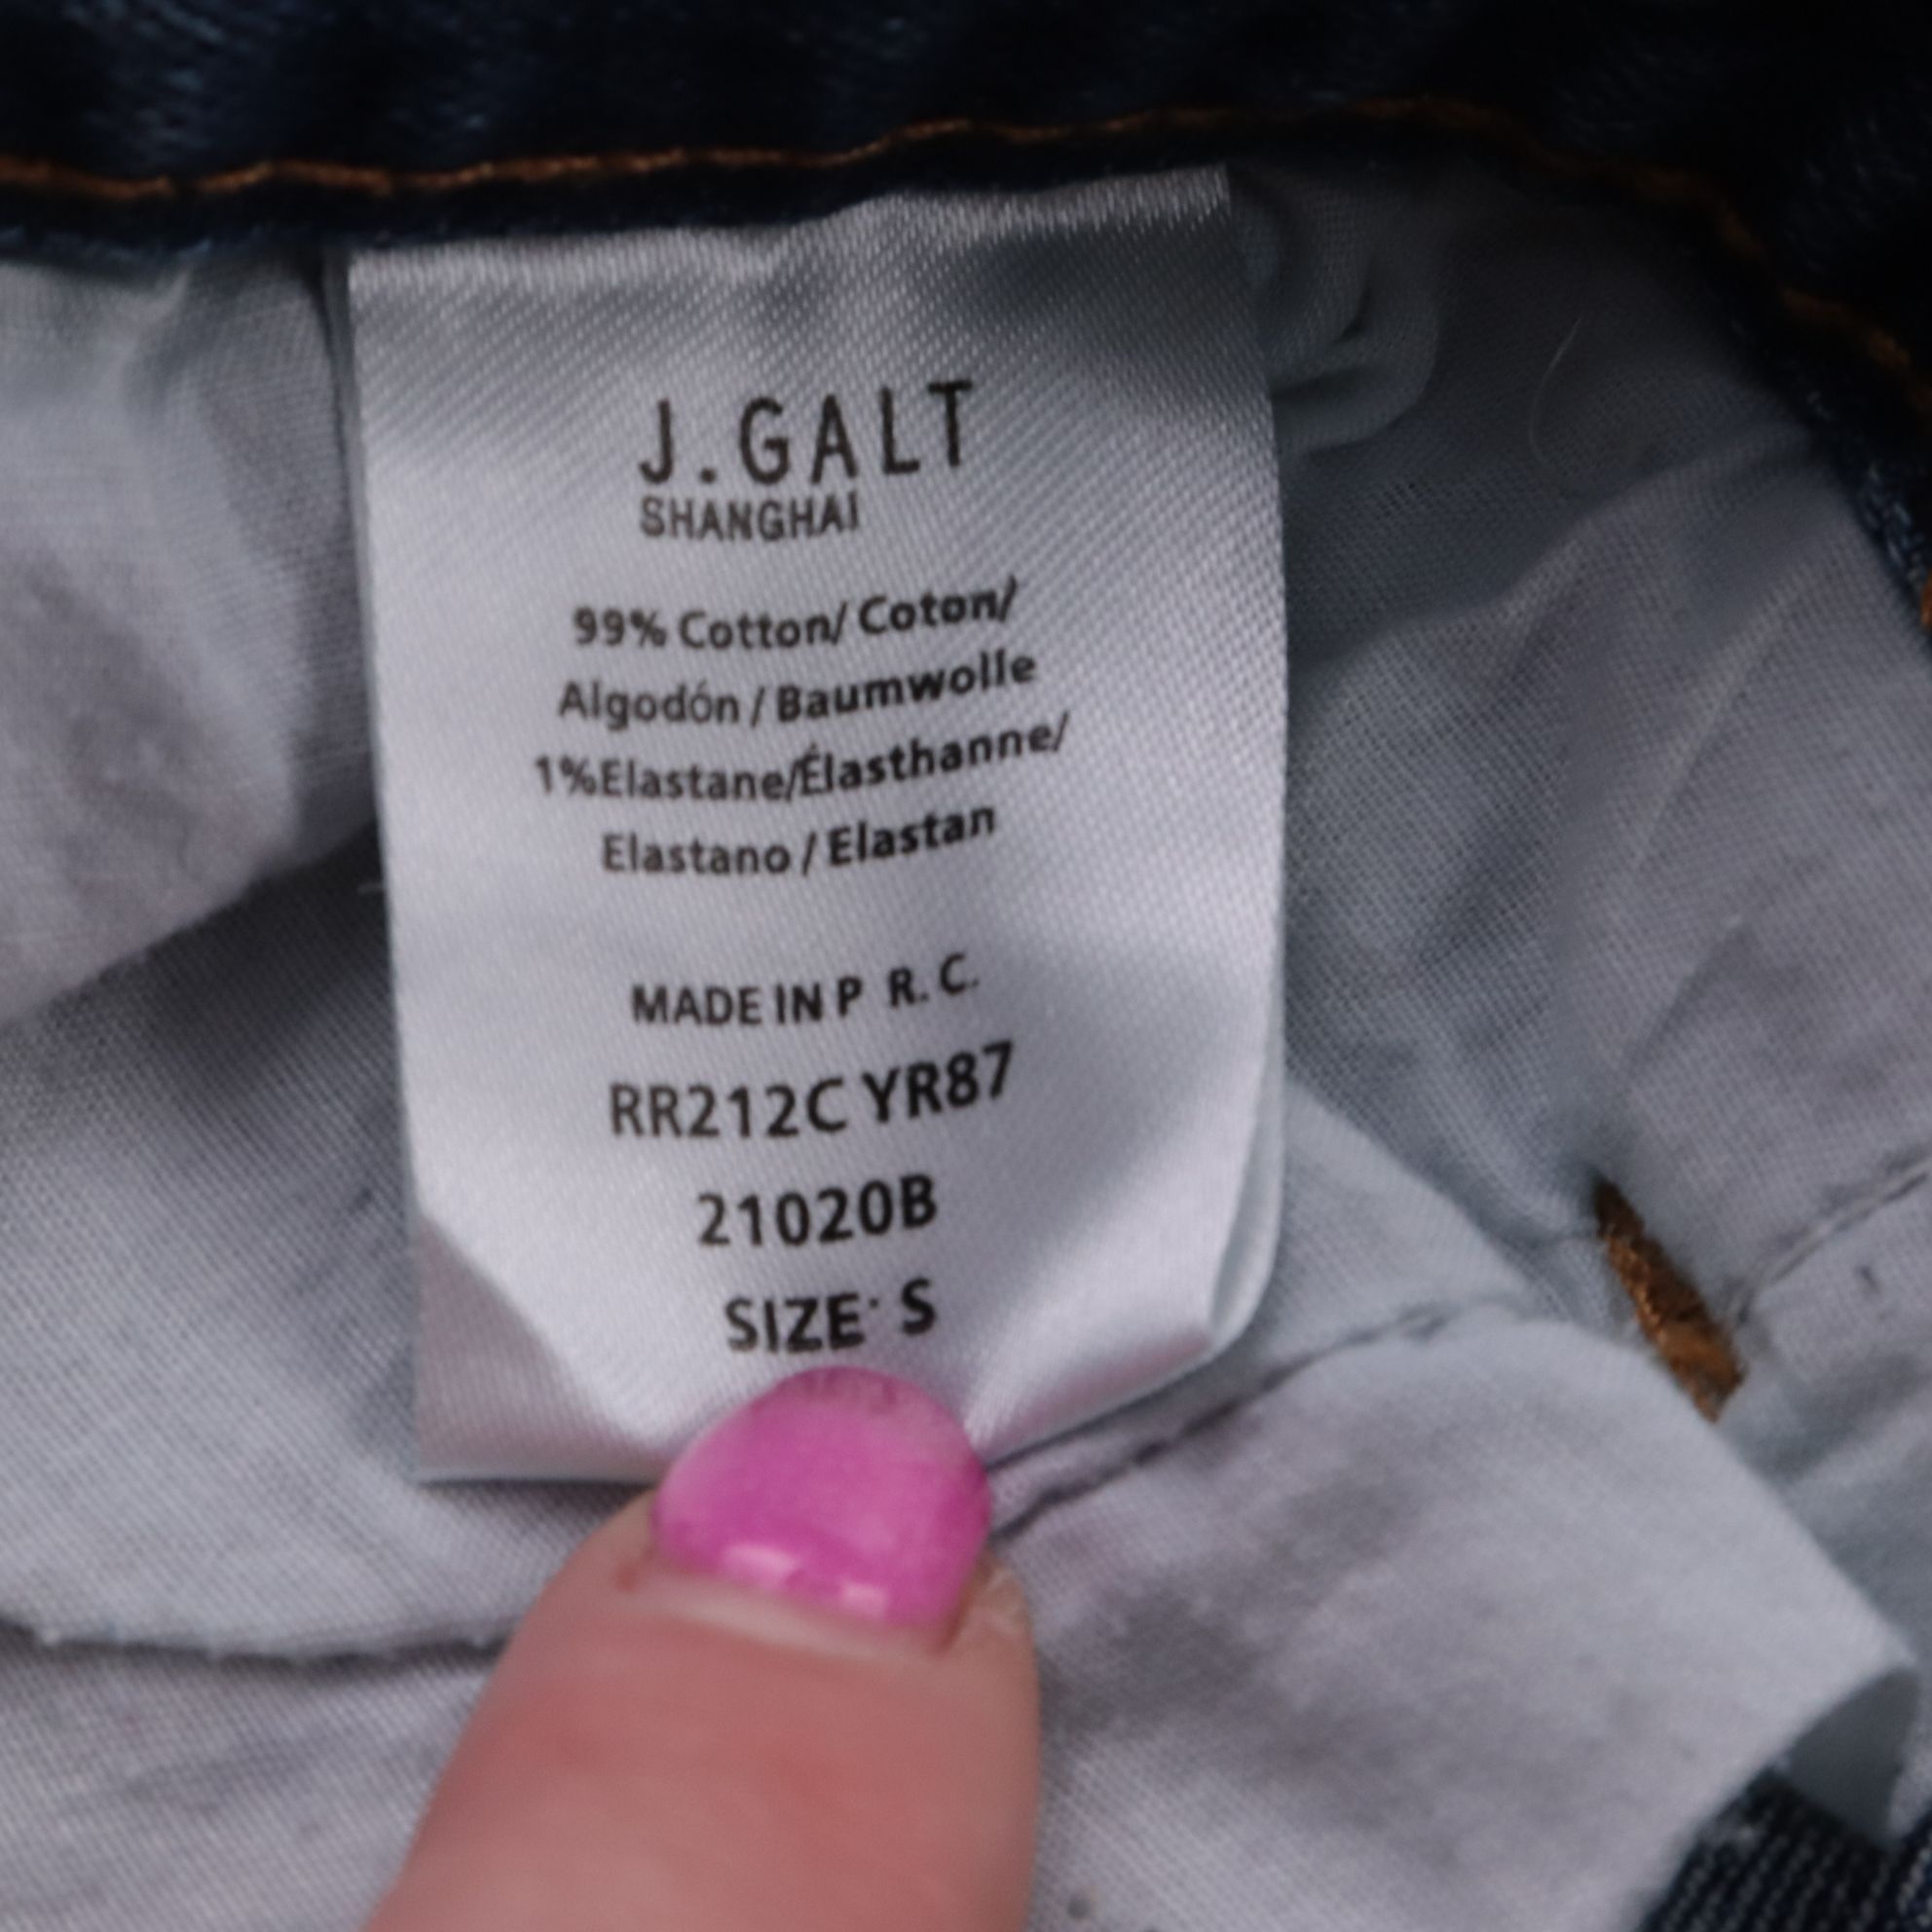 J.GALT
SHANGHAI
99% Cotton/ Coton/
Algodón / Baumwolle
1%Elastane/Élasthanne/
Elastano / Elastan
MADE IN P R. C.
RR212C YR87
21020B
SIZE: S